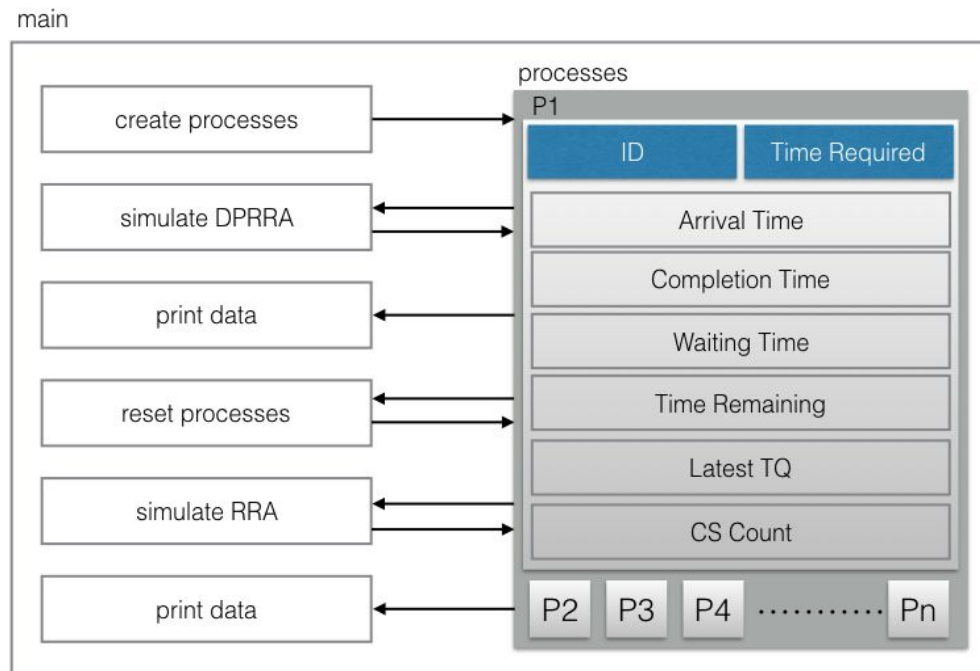 main
processes
P1
create processes
ID
Time Required
simulate DPRRA
Arrival Time
Completion Time
print data
Waiting Time
reset processes
Time Remaining
Latest TQ
simulate RRA
CS Count
print data
P2 P3 P4 ........... Pn